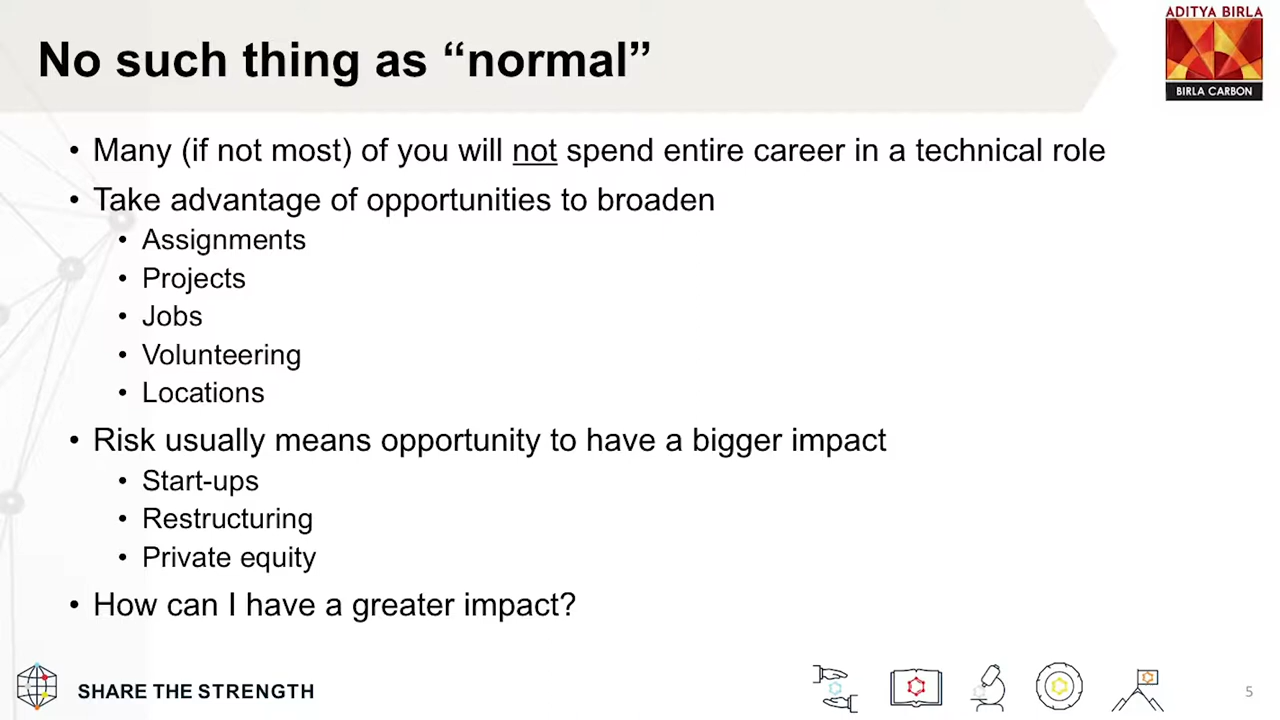 ADITYA BIRLA
No such thing as “normal”
BIRLA CARBON
• Many (if not most) of you will not spend entire career in a technical role
• Take advantage of opportunities to broaden
• Assignments
• Projects
• Jobs
• Volunteering
• Locations
• Risk usually means opportunity to have a bigger impact
• Start-ups
• Restructuring
• Private equity
• How can I have a greater impact?
SHARE THE STRENGTH
5